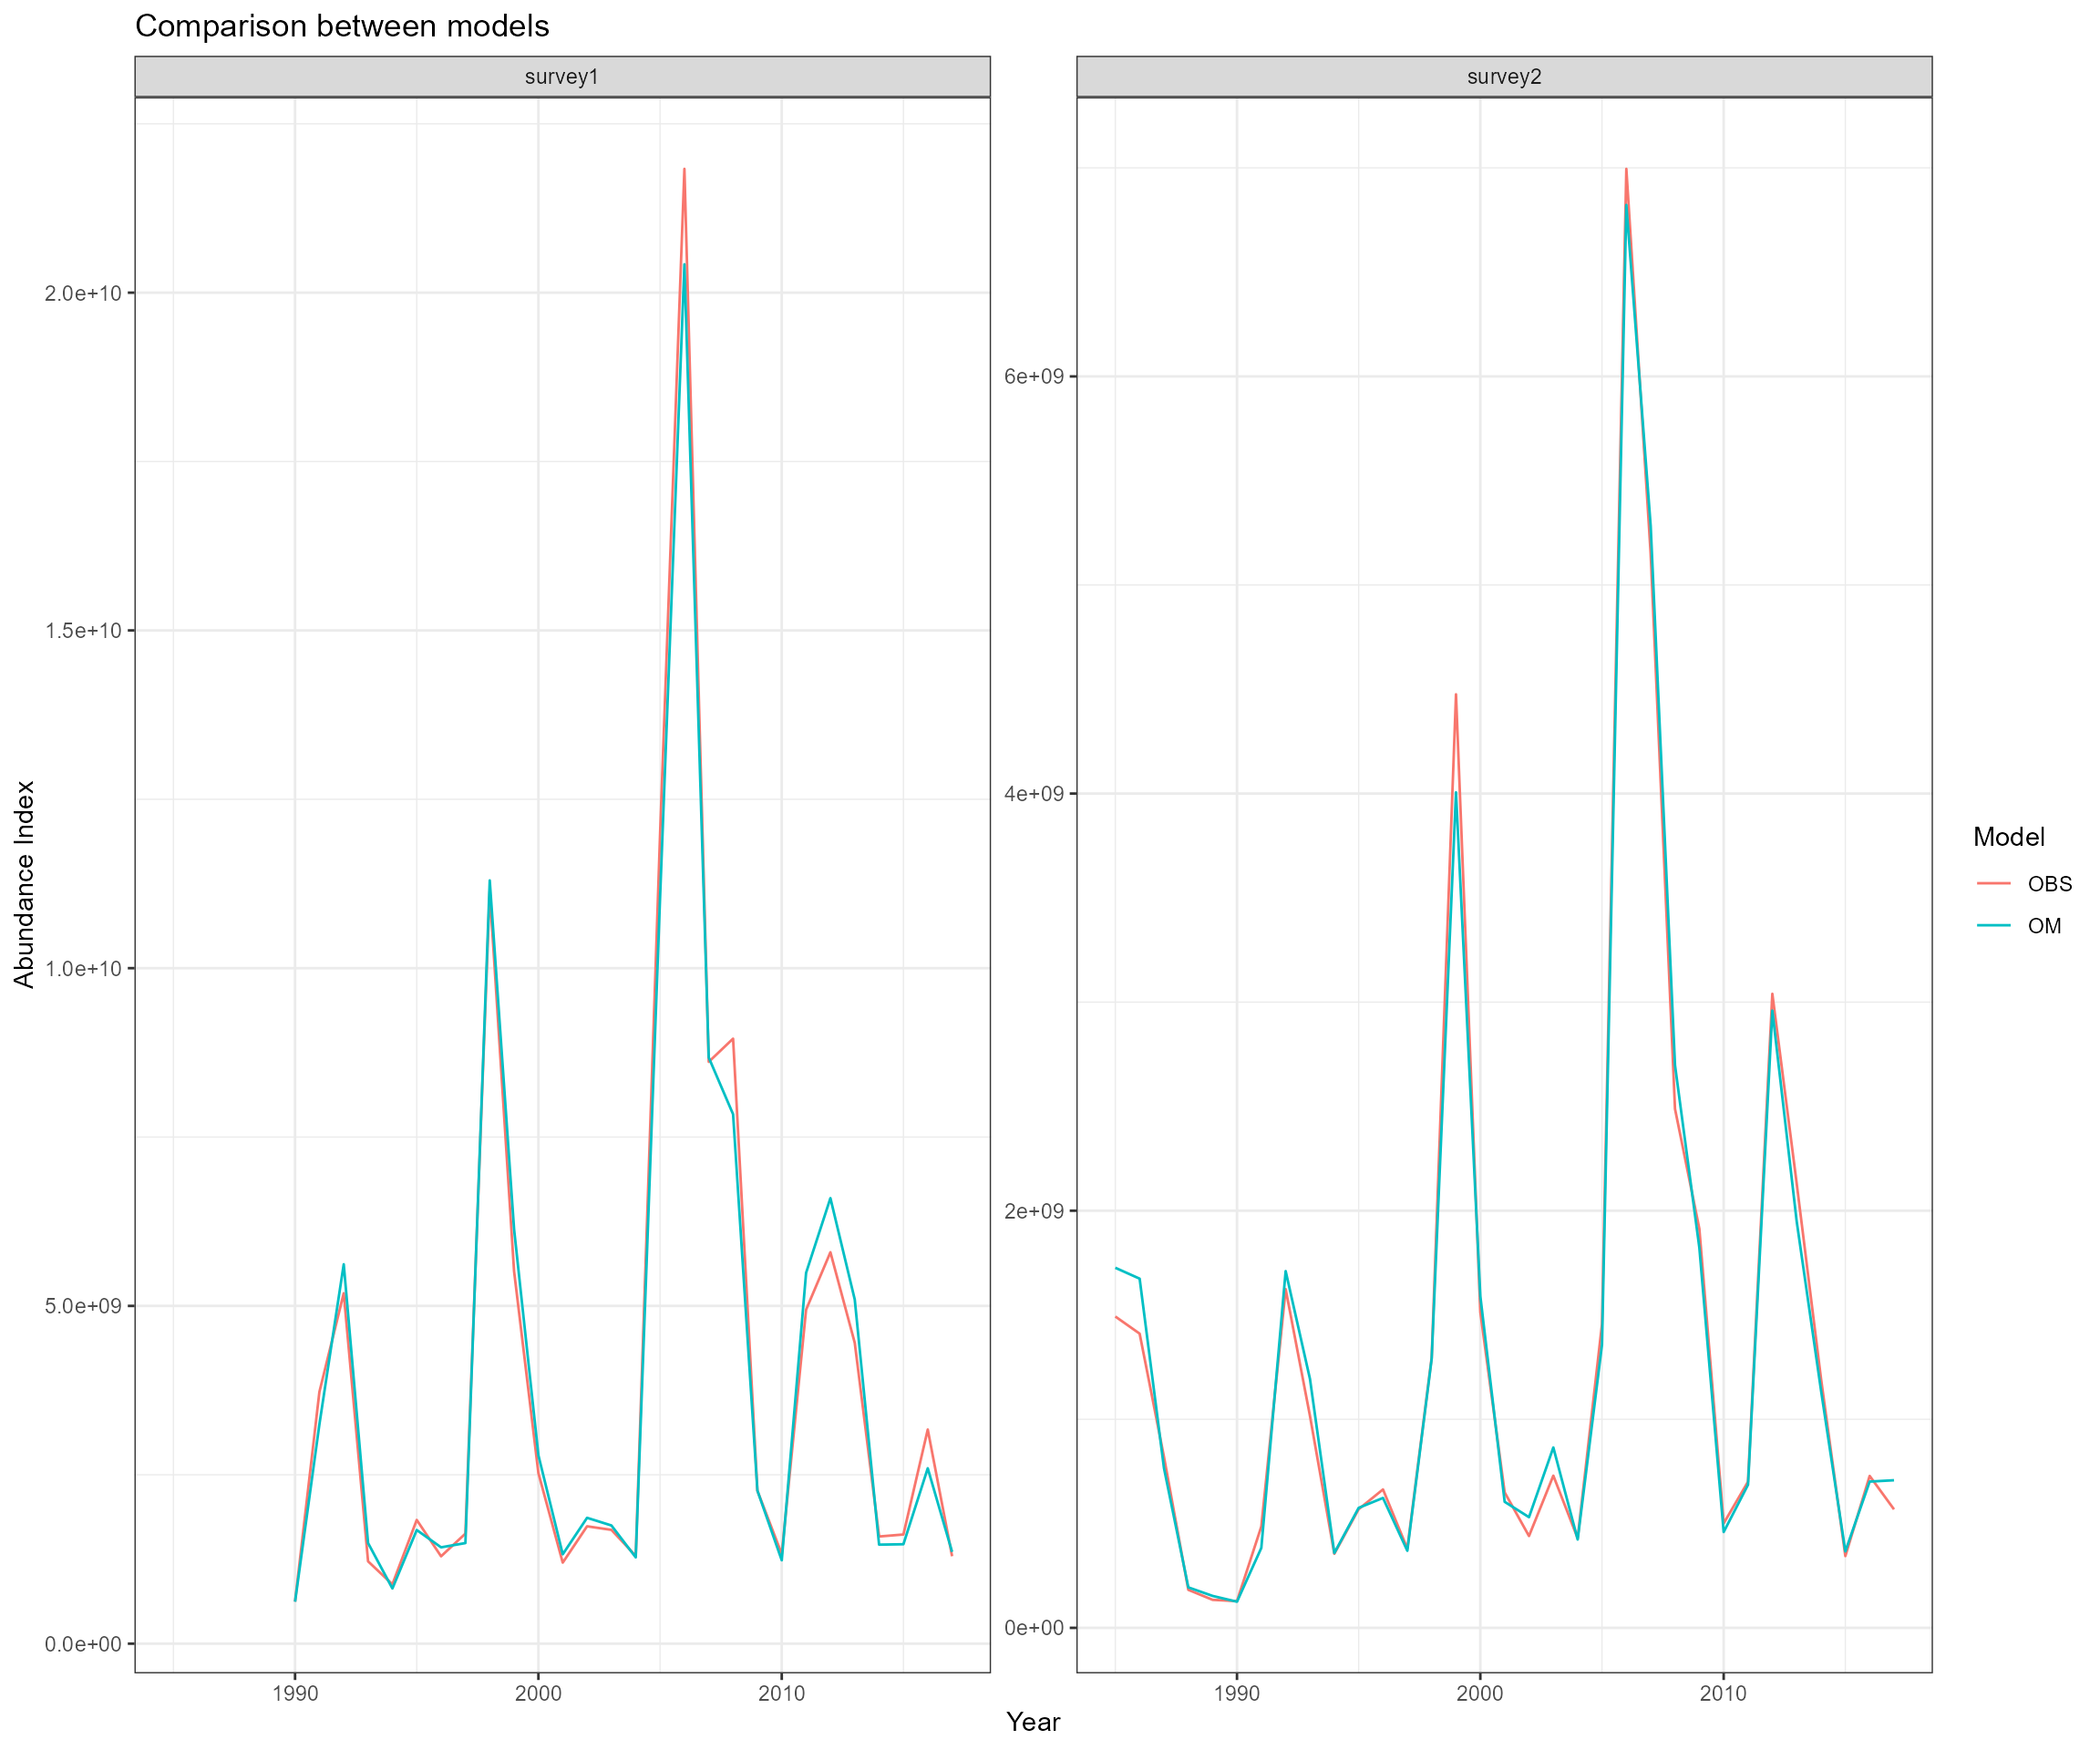 Comparison between models
survey1
survey2
Abundance Index
2.0e+10
1.5e+10
1.0e+10
5.0e+09
0.0e+00
6e+09
4e+09
2e+09
0e+00
1990
2000
2010
1990
2000
2010
Year
Model
OBS
OM